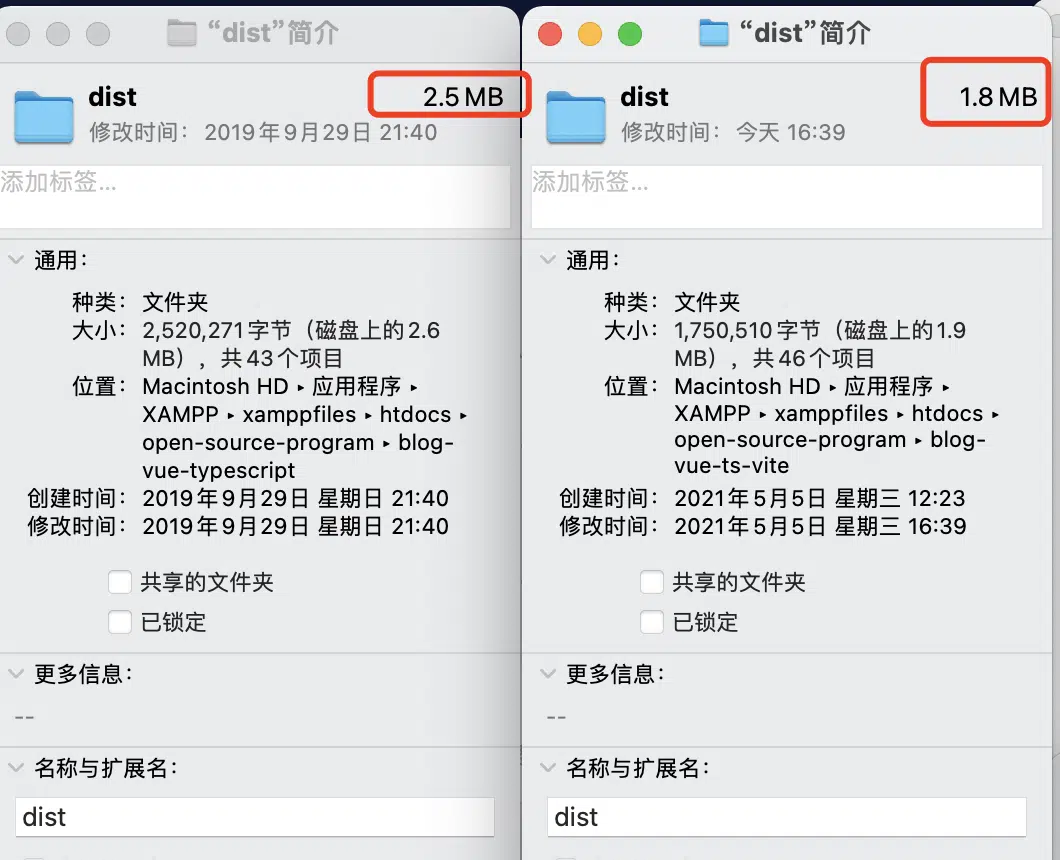 “dist”简介
dist
2.5 MB
修改时间： 2019年9月29日 21:40
添加标签...
通用：
种类： 文件夹
大小： 2,520,271字节（磁盘上的2.6
MB），共43个项目
位置： Macintosh HD ▸ 应用程序 ▸
XAMPP ▸ xamppfiles ▸ htdocs ▸
open-source-program ▸ blog-
vue-typescript
创建时间： 2019年9月29日 星期日 21:40
修改时间： 2019年9月29日 星期日 21:40
共享的文件夹
已锁定
更多信息：
--
名称与扩展名：
dist
“dist”简介
dist
1.8 MB
修改时间： 今天 16:39
添加标签...
通用：
种类： 文件夹
大小： 1,750,510字节（磁盘上的1.9
MB），共46个项目
位置： Macintosh HD ▸ 应用程序 ▸
XAMPP ▸ xamppfiles ▸ htdocs ▸
open-source-program ▸ blog-
vue-ts-vite
创建时间： 2021年5月5日 星期三 12:23
修改时间： 2021年5月5日 星期三 16:39
共享的文件夹
已锁定
更多信息：
--
名称与扩展名：
dist